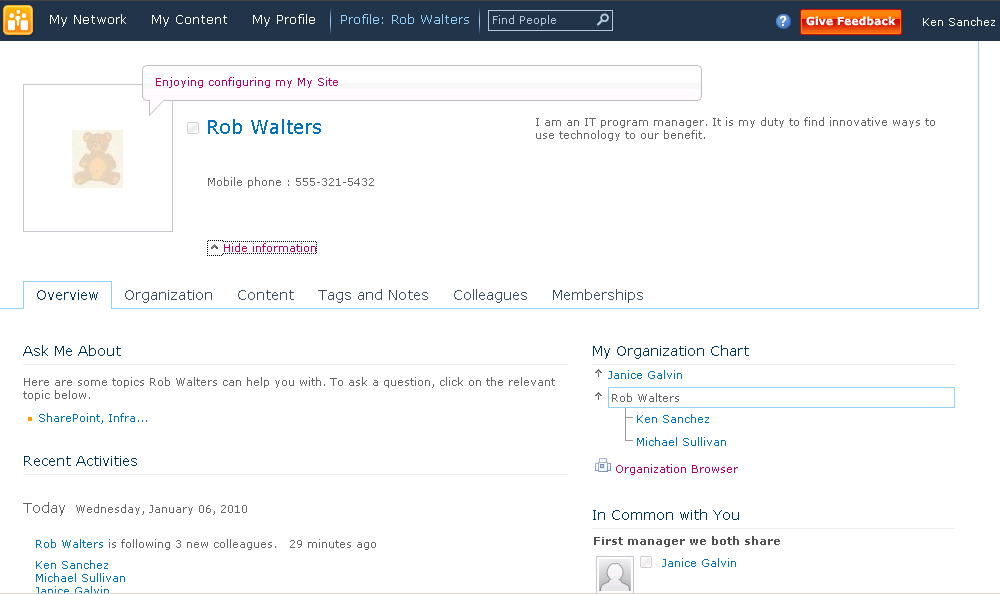 My Network My Content My Profile Profile: Rob Walters Find People ? Give Feedback Ken Sanchez
Enjoying configuring my My Site
Rob Walters
I am an IT program manager. It is my duty to find innovative ways to
use technology to our benefit.
Mobile phone : 555-321-5432
Hide information
Overview Organization Content Tags and Notes Colleagues Memberships
Ask Me About
Here are some topics Rob Walters can help you with. To ask a question, click on the relevant
topic below.
SharePoint, Infra...
Recent Activities
Today Wednesday, January 06, 2010
Rob Walters is following 3 new colleagues. 29 minutes ago
Ken Sanchez
Michael Sullivan
Janice Galvin
My Organization Chart
Janice Galvin
Rob Walters
Ken Sanchez
Michael Sullivan
Organization Browser
In Common with You
First manager we both share
Janice Galvin